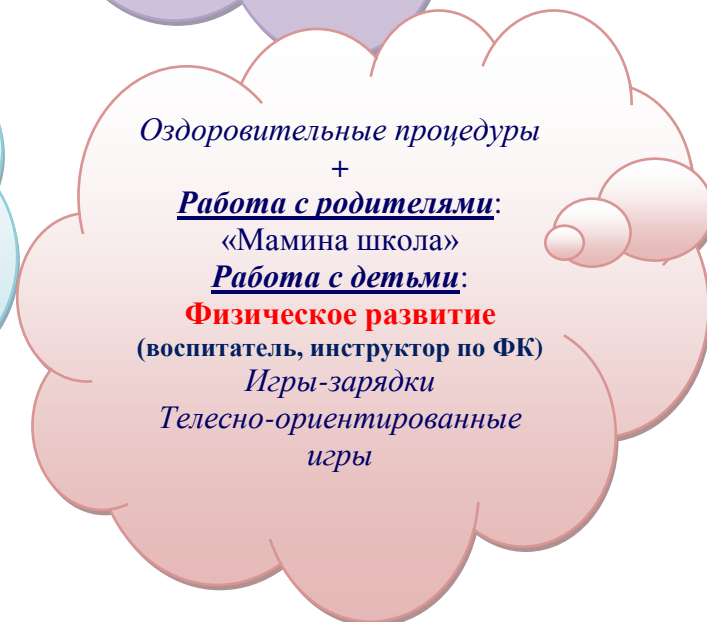 Оздоровительные процедуры
+
Работа с родителями:
«Мамина школа»
Работа с детьми:
Физическое развитие
(воспитатель, инструктор по ФК)
Игры-зарядки
Телесно-ориентированные
игры